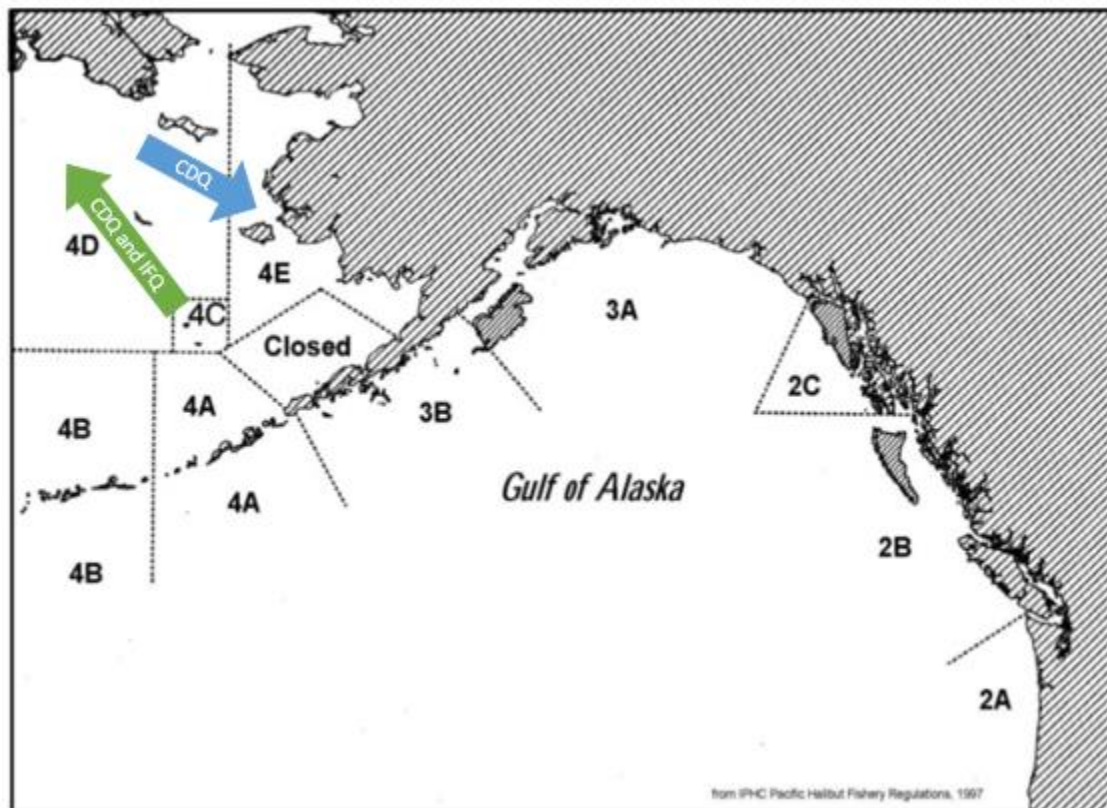 CDQ
CDQ and IFQ
4D
4E
4C
3A
Closed
2C
4A
4B
3B
Gulf of Alaska
4A
2B
4B
2A
from IPHC Pacific Halibut Fishery Regulations, 1997